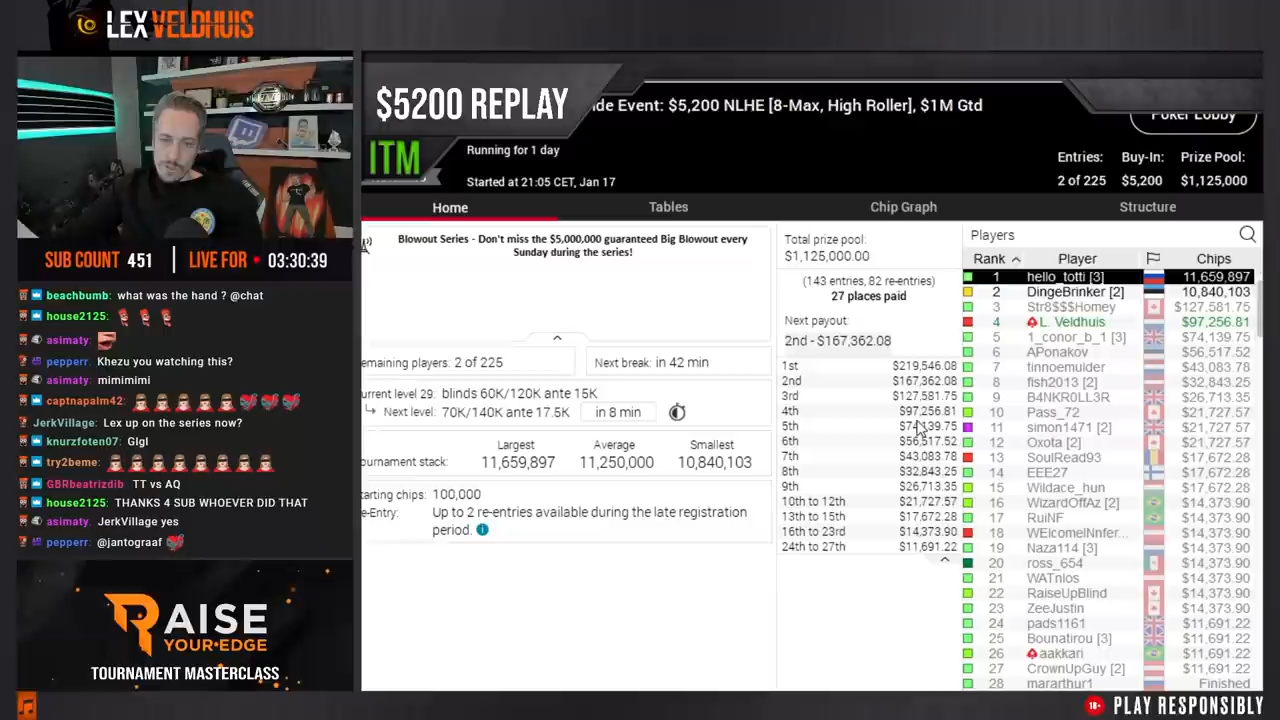 LEX VELDHUIS
$5200 REPLAY
de Event: $5,200 NLHE [8-Max, High Roller], $1M Gtd
Poker Lobby
ITM
Running for 1 day
Started at 21:05 CET, Jan 17
Entries: Buy-In: Prize Pool:
2 of 225 $5,200 $1,125,000
Home Tables Chip Graph Structure
SUB COUNT 451 | LIVE FOR 03:30:39
beachbumb: what was the hand ? @chat
house2125:
asimaty:
pepperr: Khezu you watching this?
asimaty: mimimimi
captnapalm42:
JerkVillage: Lex up on the series now?
knurzfoten07: Glgl
try2beme:
GBRbeatrizdib TT vs AQ
house2125: THANKS 4 SUB WHOEVER DID THAT
asimaty: JerkVillage yes
pepperr: @jantograaf
RAISE
YOUR•EDGE
TOURNAMENT MASTERCLASS
Blowout Series - Don't miss the $5,000,000 guaranteed Big Blowout every
Sunday during the series!
emaining players: 2 of 225 Next break: in 42 min
urrent level 29: blinds 60K/120K ante 15K
Next level: 70K/140K ante 17.5K in 8 min
Largest Average Smallest
ournament stack: 11,659,897 11,250,000 10,840,103
tarting chips: 100,000
e-Entry: Up to 2 re-entries available during the late registration
period.
Total prize pool:
$1,125,000.00
(143 entries, 82 re-entries)
27 places paid
Next payout:
2nd - $167,362.08
1st $219,546.08
2nd $167,362.08
3rd $127,581.75
4th $97,256.81
5th $74,139.75
6th $56,517.52
7th $43,083.78
8th $32,843.25
9th $26,713.35
10th to 12th $21,727.57
13th to 15th $17,672.28
16th to 23rd $14,373.90
24th to 27th $11,691.22
Players
Rank Player Chips
1 hello_totti [3] 11,659,897
2 DingeBrinker [2] 10,840,103
3 Str8$$$Homey $127,581.75
4 L. Veldhuis $97,256.81
5 1_conor_b_1 [3] $74,139.75
6 APonakov $56,517.52
7 tinnoemulder $43,083.78
8 fish2013 [2] $32,843.25
9 B4NKR0LL3R $26,713.35
10 Pass_72 $21,727.57
11 simon1471 [2] $21,727.57
12 Oxota [2] $21,727.57
13 SoulRead93 $17,672.28
14 EEE27 $17,672.28
15 Wildace_hun $17,672.28
16 WizardOffAz [2] $14,373.90
17 RuiNF $14,373.90
18 WElcomelNnfer... $14,373.90
19 Naza114 [3] $14,373.90
20 ross_654 $14,373.90
21 WATnlos $14,373.90
22 RaiseUpBlind $14,373.90
23 ZeeJustin $14,373.90
24 pads1161 $11,691.22
25 Bounatirou [3] $11,691.22
26 aakkari $11,691.22
27 CrownUpGuy [2] $11,691.22
28 mararthur1 Finished
18+ PLAY RESPONSIBLY